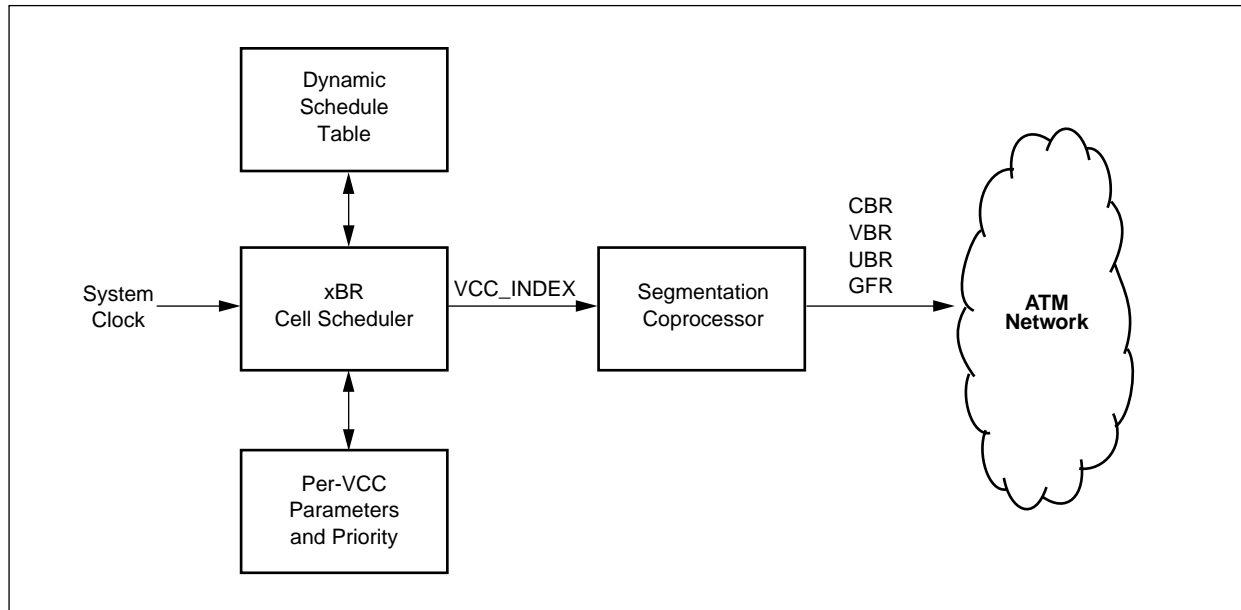 Dynamic
Schedule
Table
System
Clock
xBR
Cell Scheduler
VCC_INDEX
Segmentation
Coprocessor
CBR
VBR
UBR
GFR
ATM
Network
Per-VCC
Parameters
and Priority